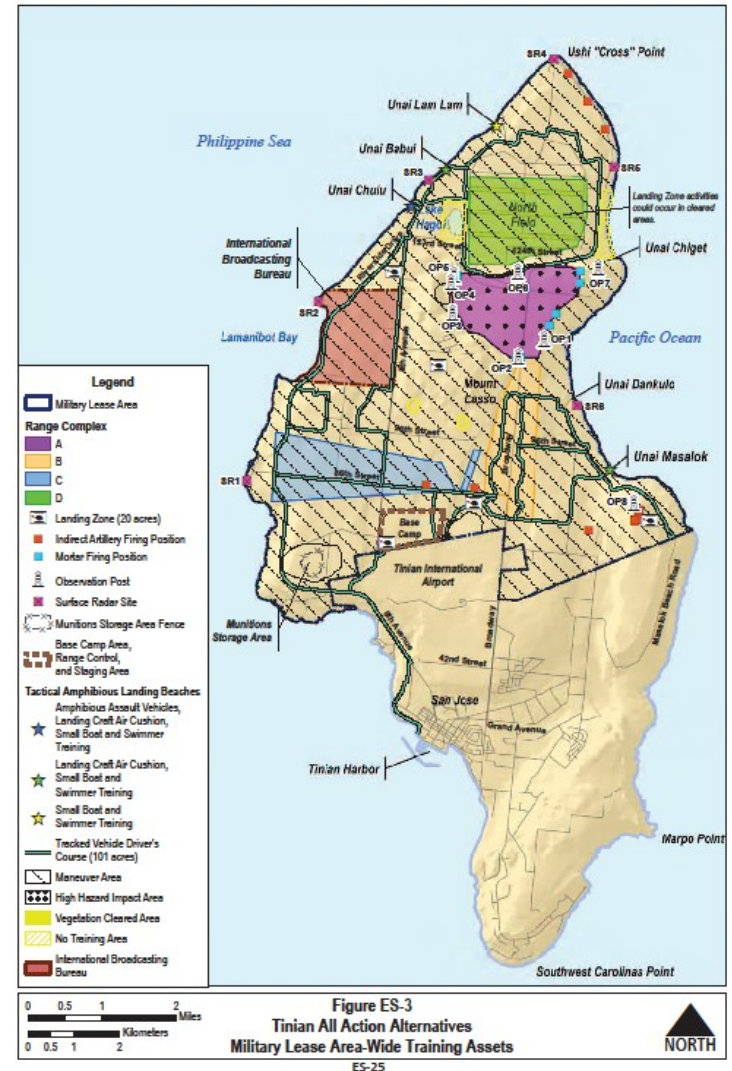 SR4
Ushi "Cross" Point
Unai Lam Lam
Philippine Sea
Unai Babui
SR3
SR5
Unai Chulu
Lake
Hagoi
North
Field
Landing Zone activities
could occur in cleared
areas.
International
Broadcasting
Bureau
Unai Chiget
OP5
OP6
OP7
OP4
OP3
SR2
Lamanibot Bay
OP1
Pacific Ocean
OP2
Mount
Lasso
Unai Dankulo
SR6
96th Street
Broadway
Unai Masalok
86th Street
SR1
OP8
Base
Camp
Tinian International
Airport
Munitions
Storage Area
8th Avenue
Broadway
Masalok Beach Road
42nd Street
San Jose
Grand Avenue
Tinian Harbor
Marpo Point
Southwest Carolinas Point
Legend
Military Lease Area
Range Complex
A
B
C
D
Landing Zone (20 acres)
Indirect Artillery Firing Position
Mortar Firing Position
Observation Post
Surface Radar Site
Munitions Storage Area Fence
Base Camp Area,
Range Control,
and Staging Area
Tactical Amphibious Landing Beaches
Amphibious Assault Vehicles,
Landing Craft Air Cushion,
Small Boat and Swimmer
Training
Landing Craft Air Cushion,
Small Boat and
Swimmer Training
Small Boat and
Swimmer Training
Tracked Vehicle Driver's
Course (101 acres)
Maneuver Area
High Hazard Impact Area
Vegetation Cleared Area
No Training Area
International Broadcasting
Bureau
0 0.5 1 2
Miles
Kilometers
0 0.5 1 2
Figure ES-3
Tinian All Action Alternatives
Military Lease Area-Wide Training Assets
NORTH
ES-25